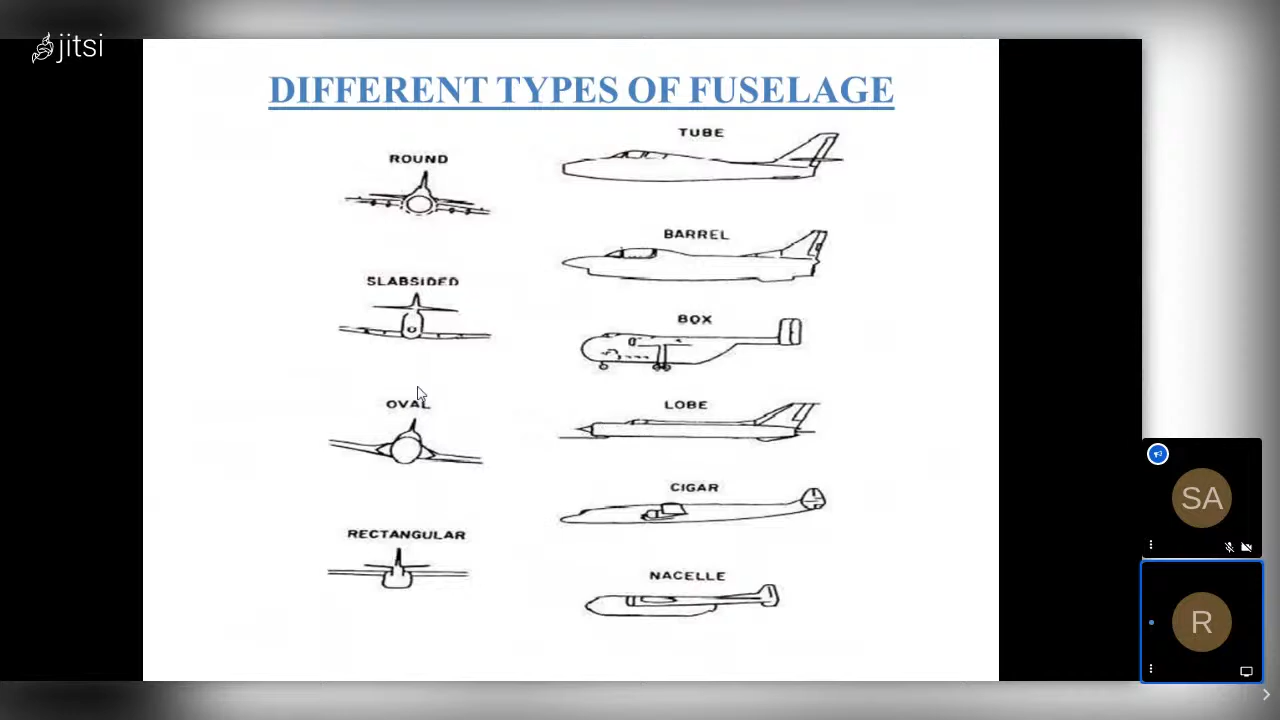 jitsi
DIFFERENT TYPES OF FUSELAGE
ROUND
SLABSIDED
OVAL
RECTANGULAR
TUBE
BARREL
BOX
LOBE
CIGAR
NACELLE
SA
R